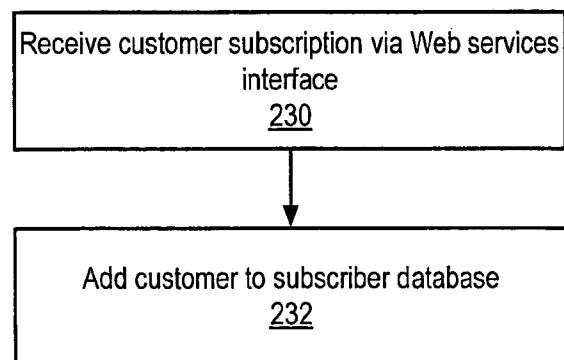 Receive customer subscription via Web services
interface
230
Add customer to subscriber database
232